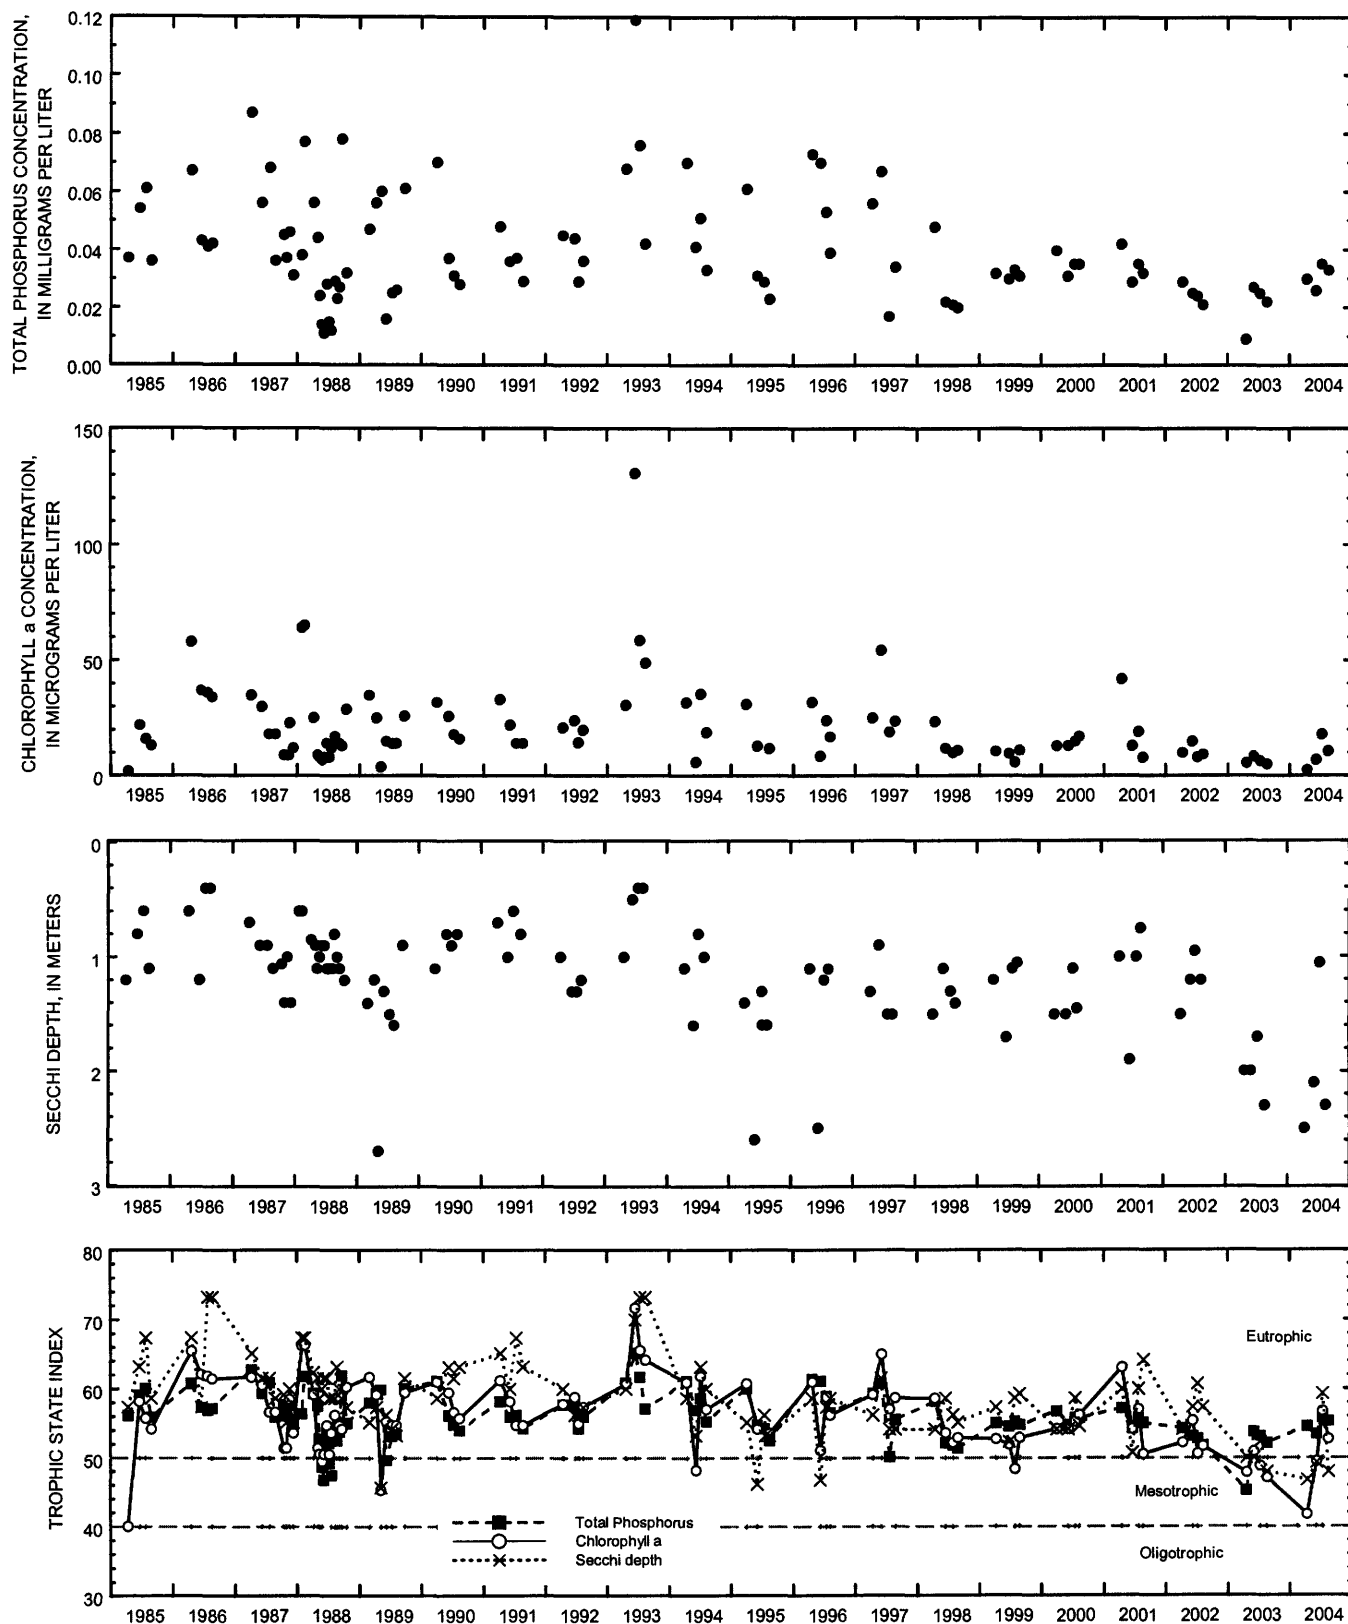 TOTAL PHOSPHORUS CONCENTRATION,
IN MILLIGRAMS PER LITER
0.12
0.10
0.08
0.06
0.04
0.02
0.00
1985 1986 1987 1988 1989 1990 1991 1992 1993 1994 1995 1996 1997 1998 1999 2000 2001 2002 2003 2004
CHLOROPHYLL a CONCENTRATION,
IN MICROGRAMS PER LITER
150
100
50
0
1985 1986 1987 1988 1989 1990 1991 1992 1993 1994 1995 1996 1997 1998 1999 2000 2001 2002 2003 2004
SECCHI DEPTH, IN METERS
0
1
2
3
1985 1986 1987 1988 1989 1990 1991 1992 1993 1994 1995 1996 1997 1998 1999 2000 2001 2002 2003 2004
TROPHIC STATE INDEX
80
70
60
50
40
30
Eutrophic
Mesotrophic
Oligotrophic
Total Phosphorus
Chlorophyll a
Secchi depth
1985 1986 1987 1988 1989 1990 1991 1992 1993 1994 1995 1996 1997 1998 1999 2000 2001 2002 2003 2004